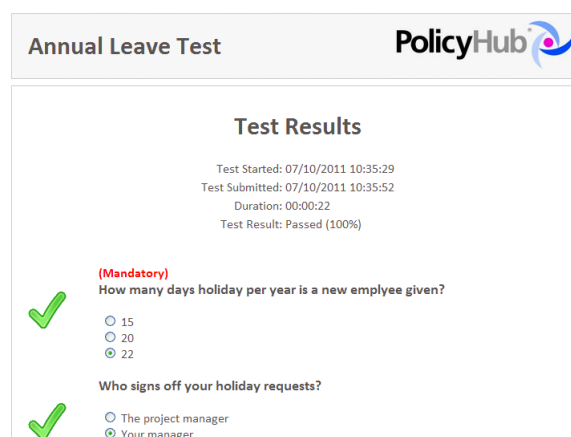 Annual Leave Test
PolicyHub
Test Results
Test Started: 07/10/2011 10:35:29
Test Submitted: 07/10/2011 10:35:52
Duration: 00:00:22
Test Result: Passed (100%)
(Mandatory)
How many days holiday per year is a new emplyee given?
15
20
22
Who signs off your holiday requests?
The project manager
Your manager